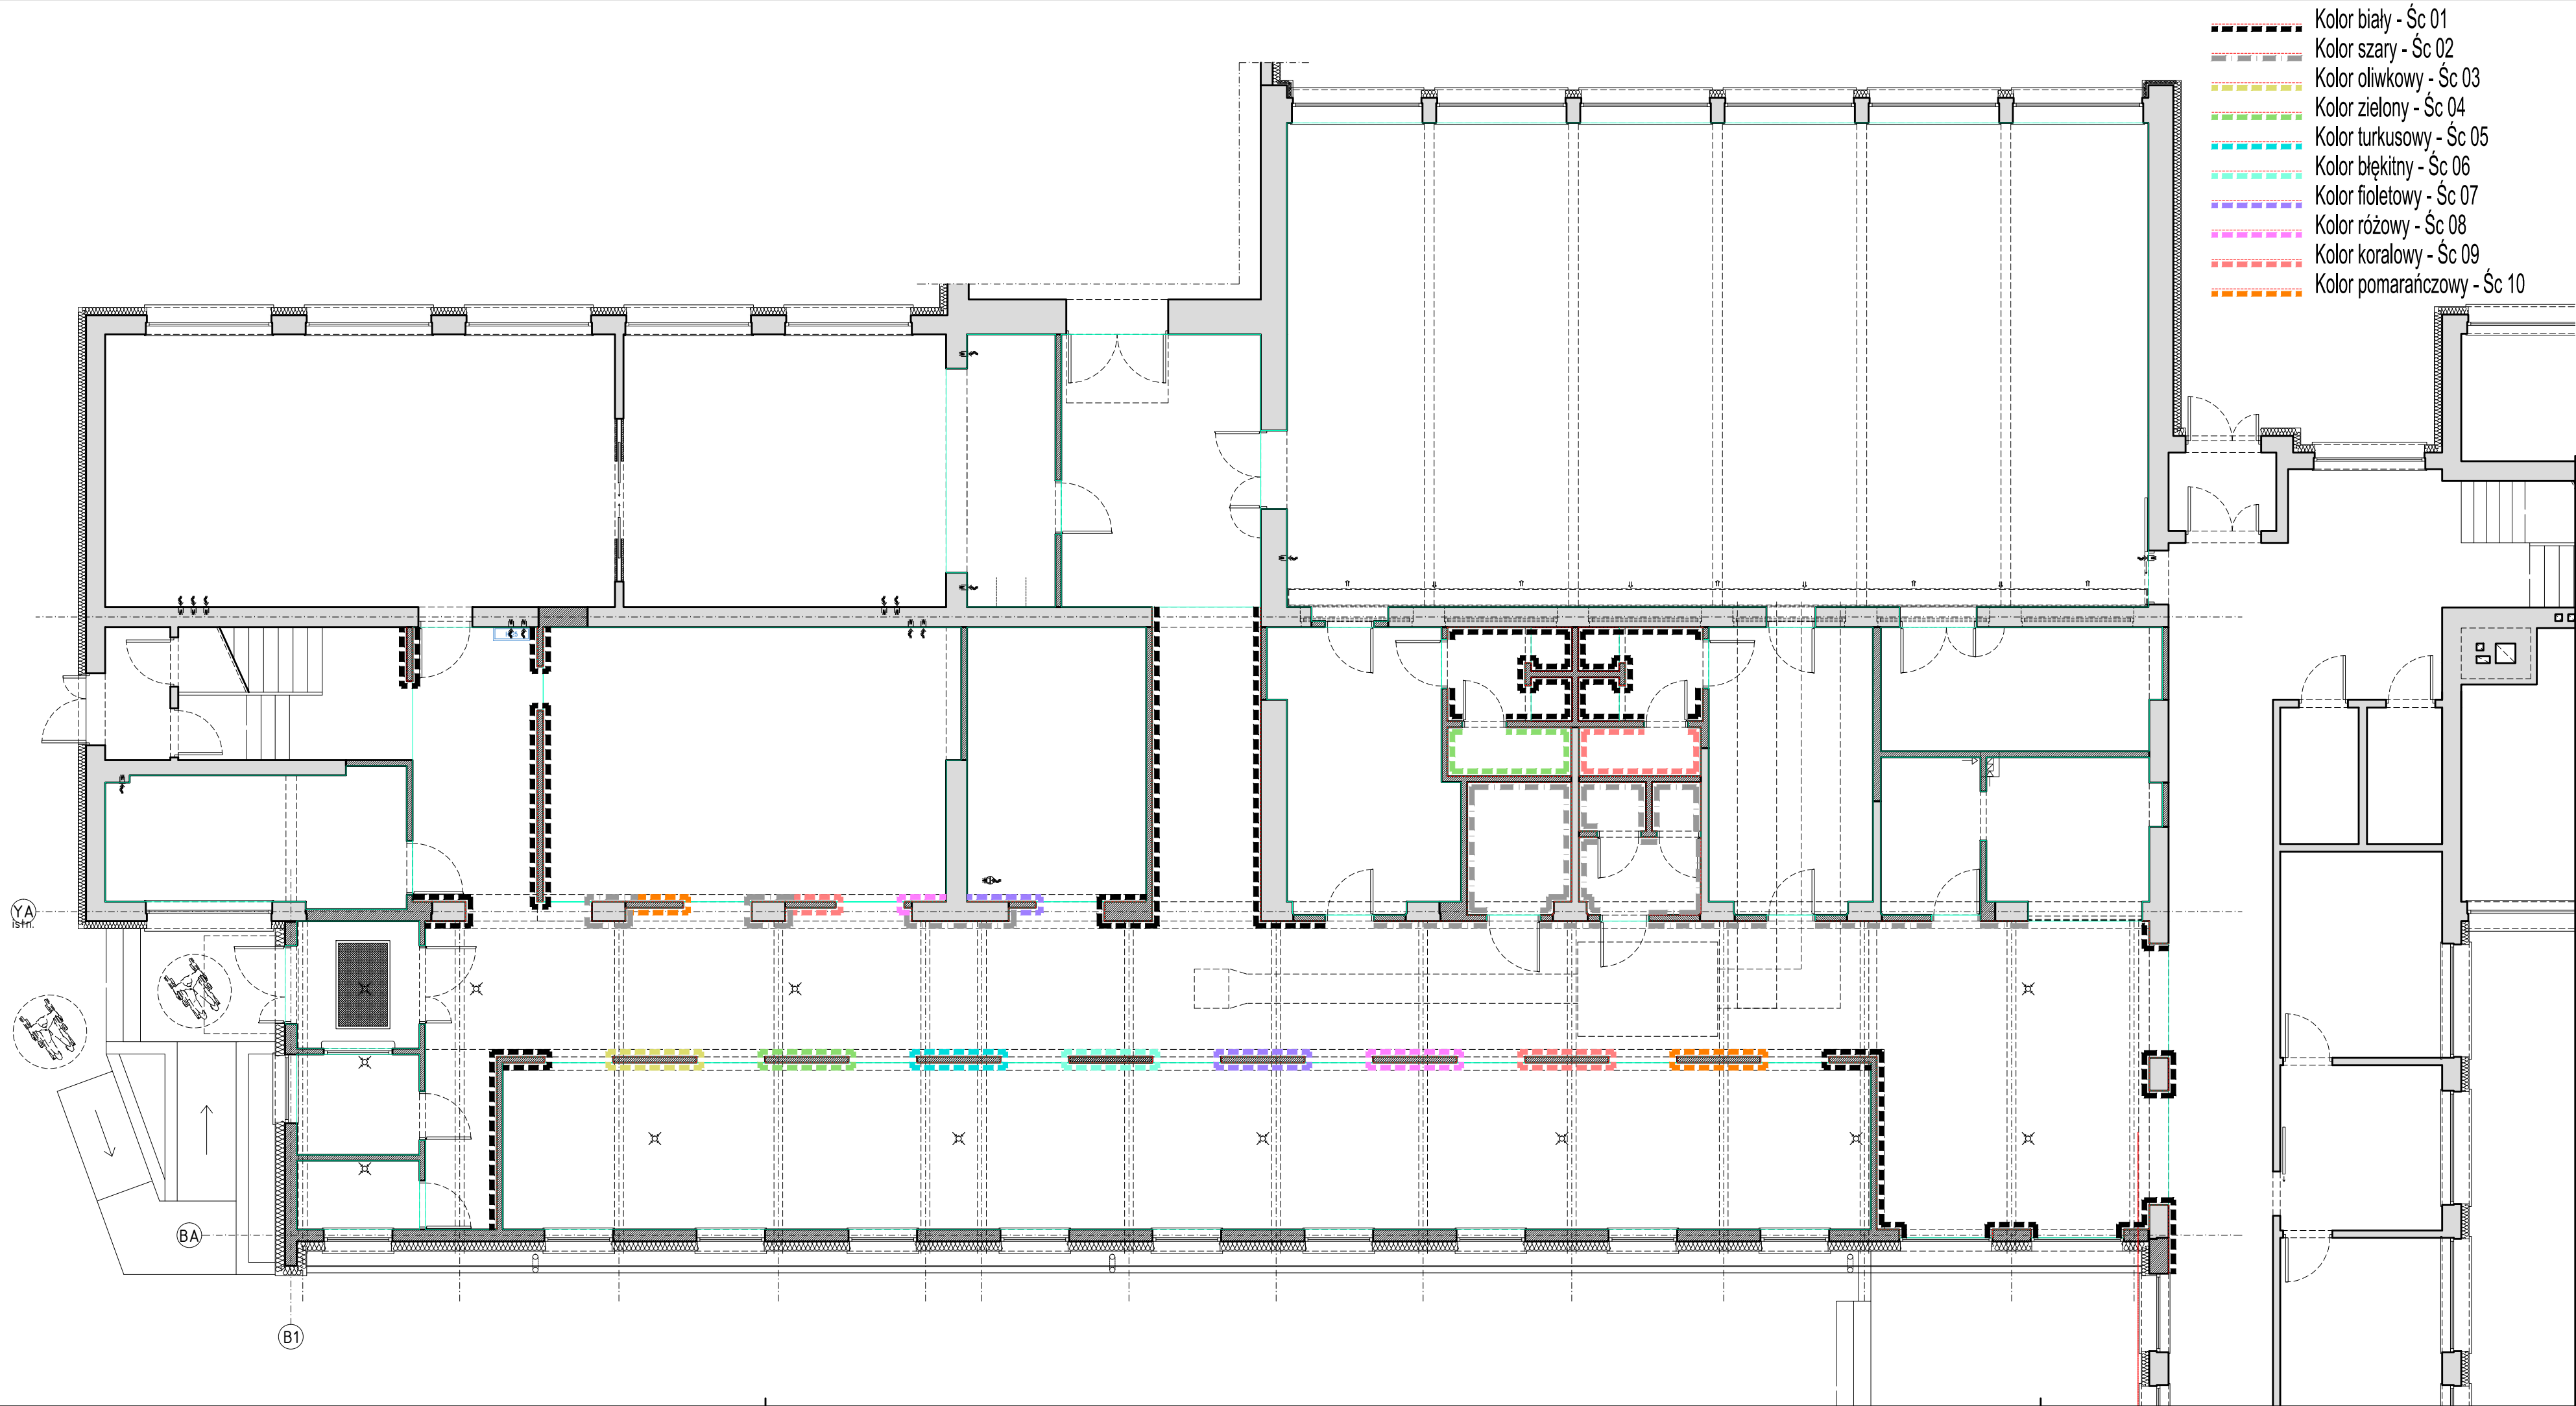 Kolor biały - Śc 01
Kolor szary - Śc 02
Kolor oliwkowy - Śc 03
Kolor zielony - Śc 04
Kolor turkusowy - Śc 05
Kolor błękitny - Śc 06
Kolor fioletowy - Śc 07
Kolor różowy - Śc 08
Kolor koralowy - Śc 09
Kolor pomarańczowy - Śc 10
YA
istn.
BA
B1